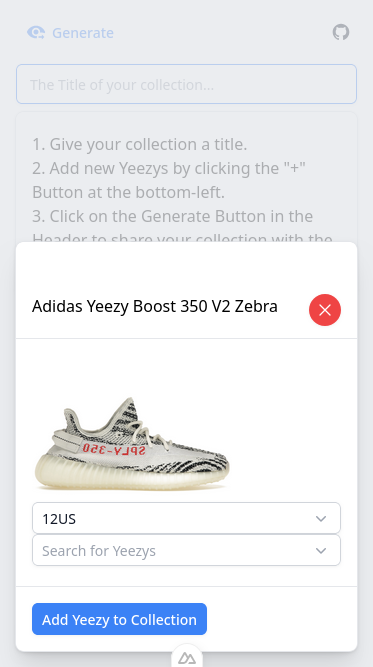 Generate
The Title of your collection...
1. Give your collection a title.
2. Add new Yeezys by clicking the "+"
Button at the bottom-left.
3. Click on the Generate Button in the
Header to share your collection with the
Adidas Yeezy Boost 350 V2 Zebra
SPLY-350
12US
Search for Yeezys
Add Yeezy to Collection